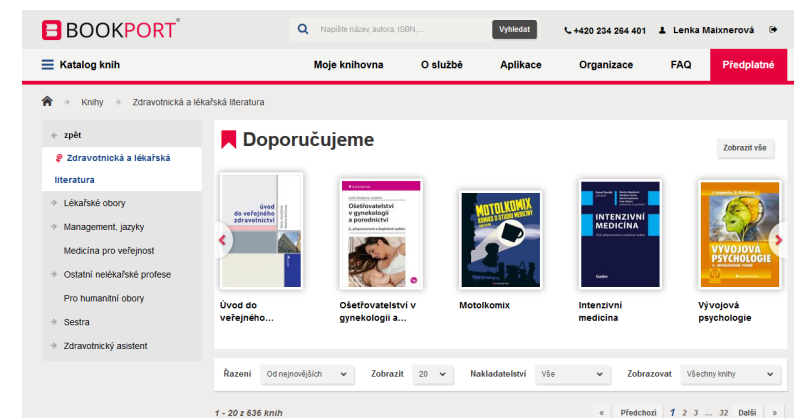 BOOKPORT
Napište název, autora, ISBN, ...
Vyhledat
+420 234 264 401
Lenka Maixnerová
Katalog knih
Moje knihovna
O službě
Aplikace
Organizace
FAQ
Předplatné
Knihy
Zdravotnická a lékařská literatura
zpět
Zdravotnická a lékařská
literatura
Lékařské obory
Management, jazyky
Medicína pro veřejnost
Ostatní nelékařské profese
Pro humanitní obory
Sestra
Zdravotnický asistent
Doporučujeme
Zobrazit vše
úvod
do veřejného
zdravotnictví
Ošetřovatelství
v gynekologii
a porodnictví
MOTOLKOMIX
KOMIKS O STUDIU MEDICÍNY
INTENZIVNÍ
MEDICÍNA
Galén
VÝVOJOVÁ
PSYCHOLOGIE
Úvod do
veřejného...
Ošetřovatelství v
gynekologii a...
Motolkomix
Intenzivní
medicína
Vývojová
psychologie
Řazení
Od nejnovějších
Zobrazit
20
Nakladatelství
Vše
Zobrazovat
Všechny knihy
1 - 20 z 636 knih
« Předchozí 1 2 3 ... 32 Další »